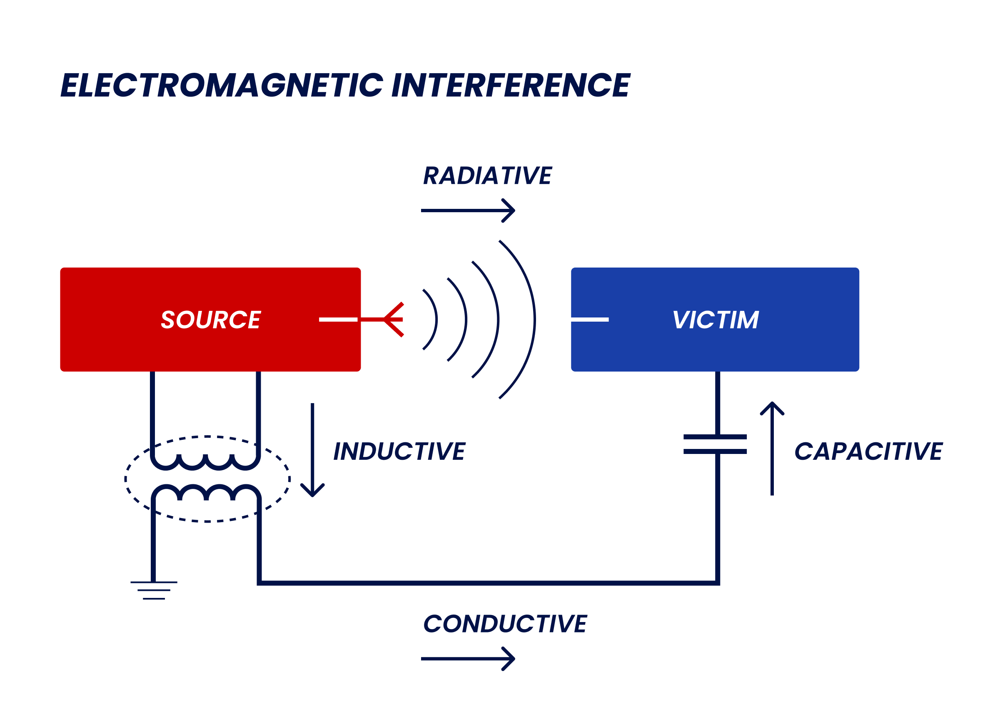 ELECTROMAGNETIC INTERFERENCE
RADIATIVE
SOURCE
VICTIM
INDUCTIVE
CAPACITIVE
CONDUCTIVE